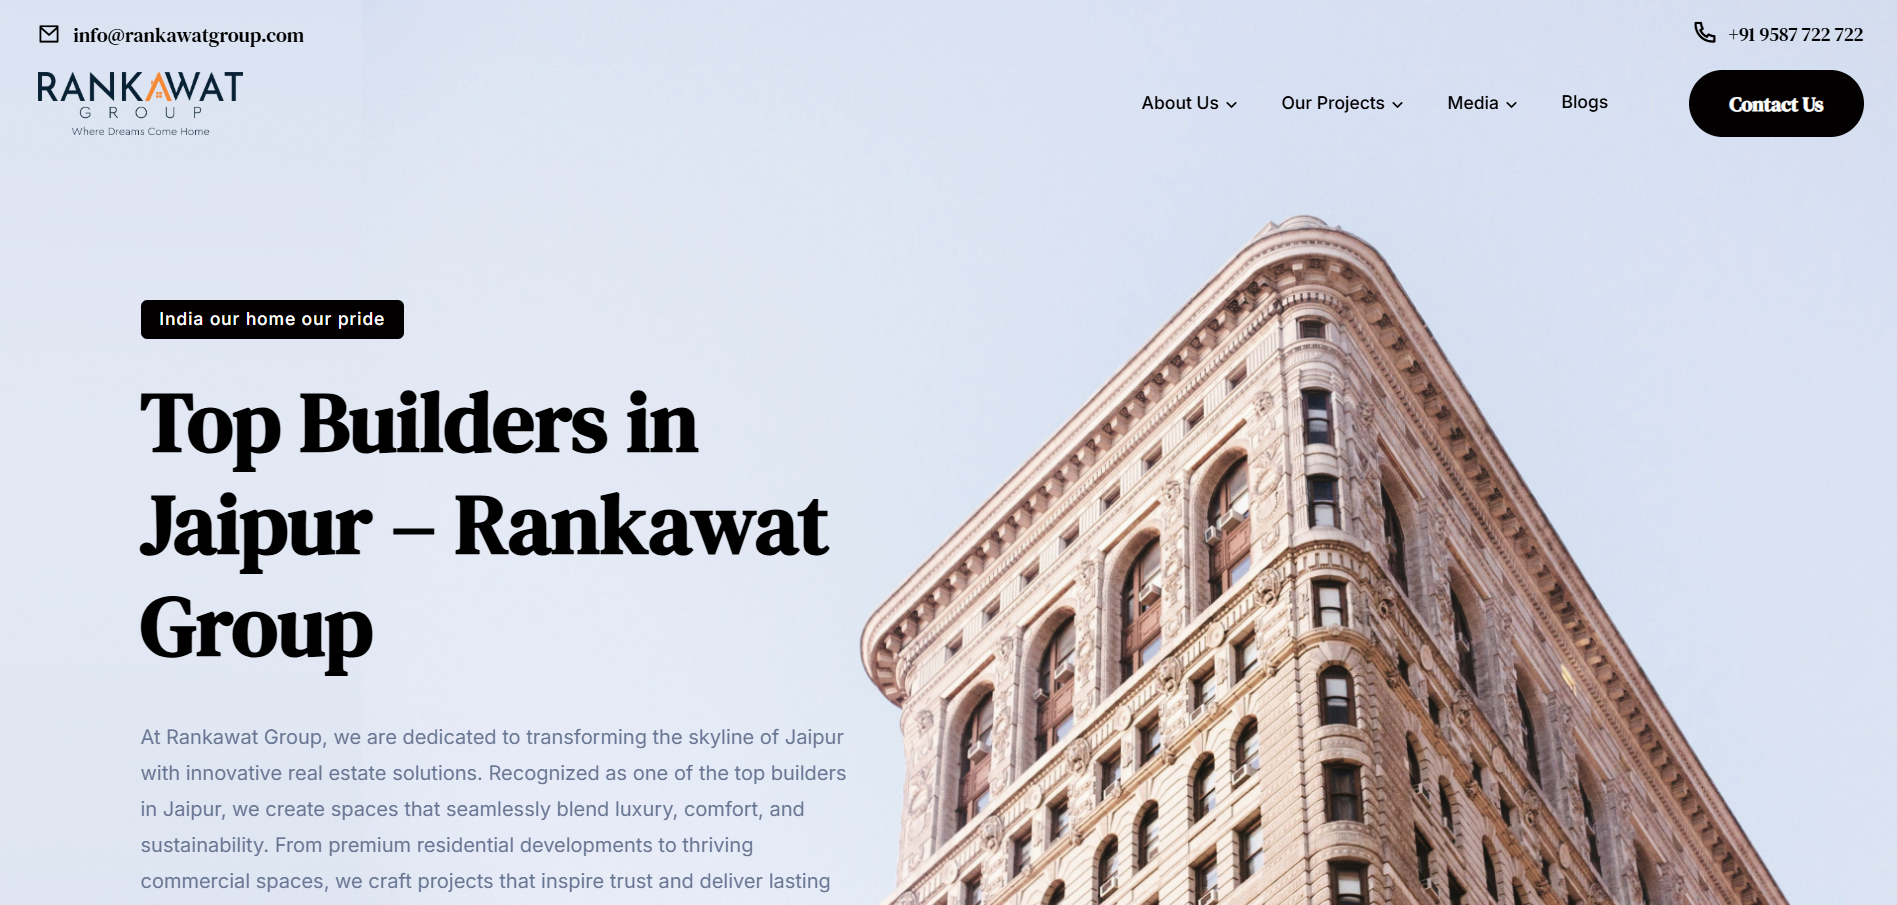 info@rankawatgroup.com
+91 9587 722 722
RANKAWAT
GROUP
Where Dreams Come Home
About Us
Our Projects
Media
Blogs
Contact Us
India our home our pride
Top Builders in
Jaipur – Rankawat
Group
At Rankawat Group, we are dedicated to transforming the skyline of Jaipur
with innovative real estate solutions. Recognized as one of the top builders
in Jaipur, we create spaces that seamlessly blend luxury, comfort, and
sustainability. From premium residential developments to thriving
commercial spaces, we craft projects that inspire trust and deliver lasting